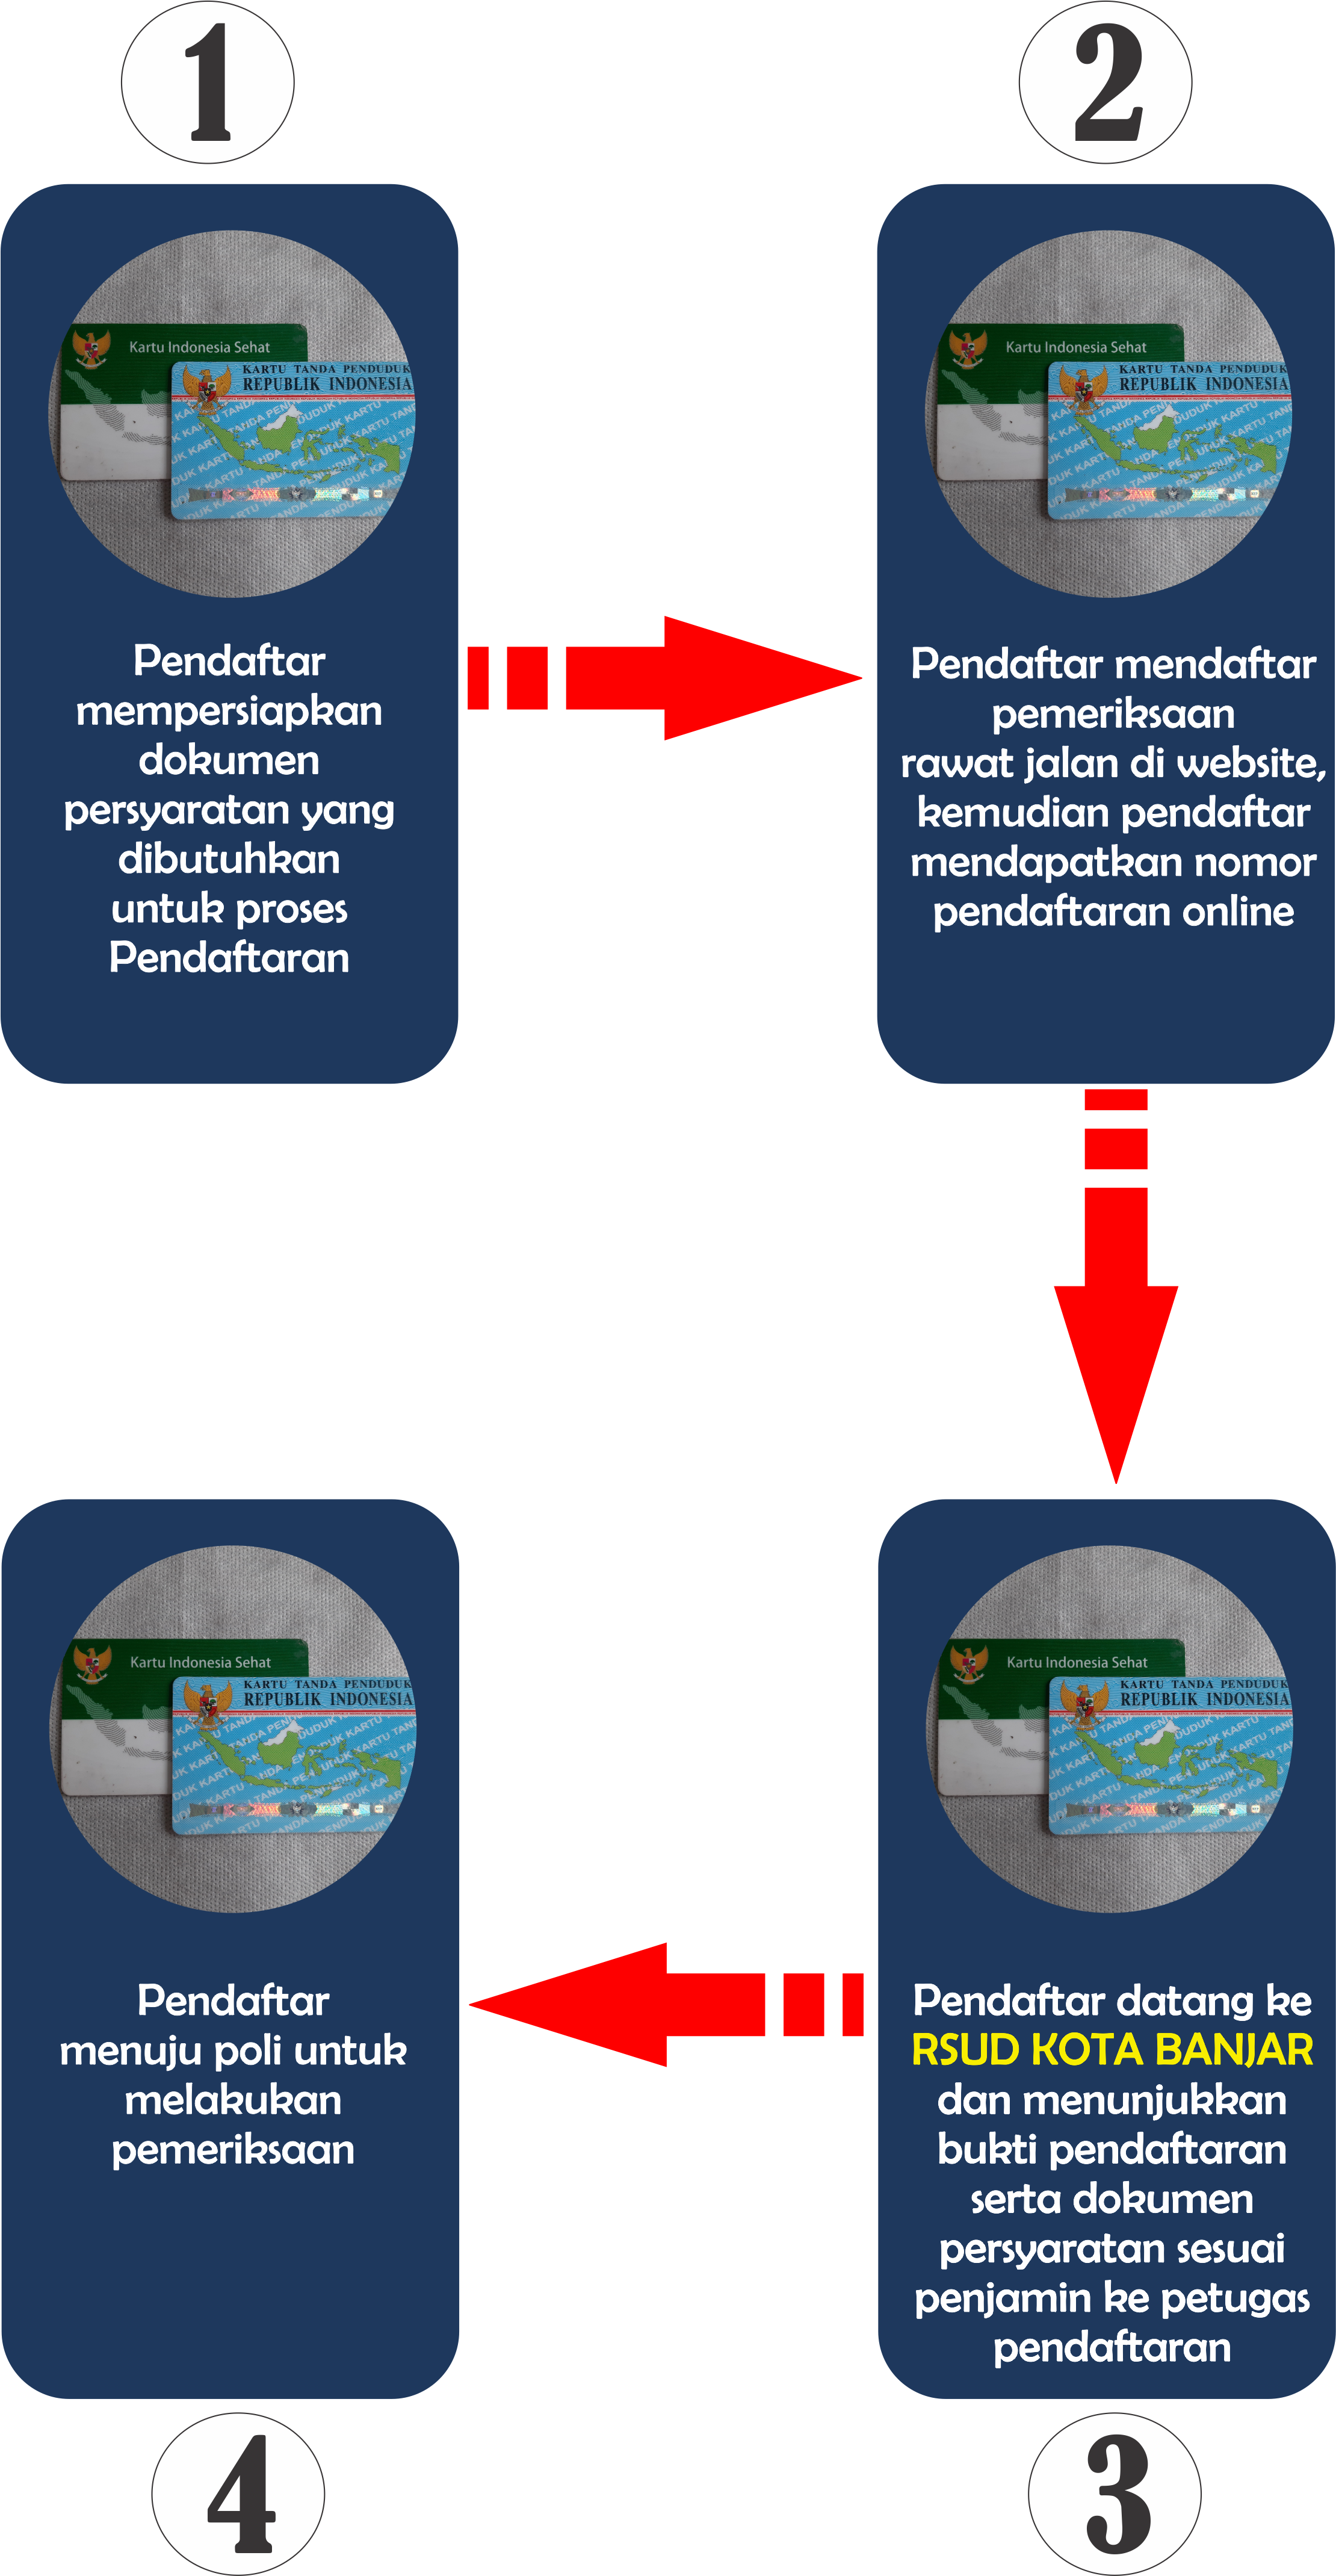 1
Kartu Indonesia Sehat
KARTU TANDA PENDUDUK
REPUBLIK INDONESIA
Pendaftar
mempersiapkan
dokumen
persyaratan yang
dibutuhkan
untuk proses
Pendaftaran
2
Kartu Indonesia Sehat
KARTU TANDA PENDUDUK
REPUBLIK INDONESIA
Pendaftar mendaftar
pemeriksaan
rawat jalan di website,
kemudian pendaftar
mendapatkan nomor
pendaftaran online
Kartu Indonesia Sehat
KARTU TANDA PENDUDUK
REPUBLIK INDONESIA
Pendaftar datang ke
RSUD KOTA BANJAR
dan menunjukkan
bukti pendaftaran
serta dokumen
persyaratan sesuai
penjamin ke petugas
pendaftaran
3
Kartu Indonesia Sehat
KARTU TANDA PENDUDUK
REPUBLIK INDONESIA
Pendaftar
menuju poli untuk
melakukan
pemeriksaan
4